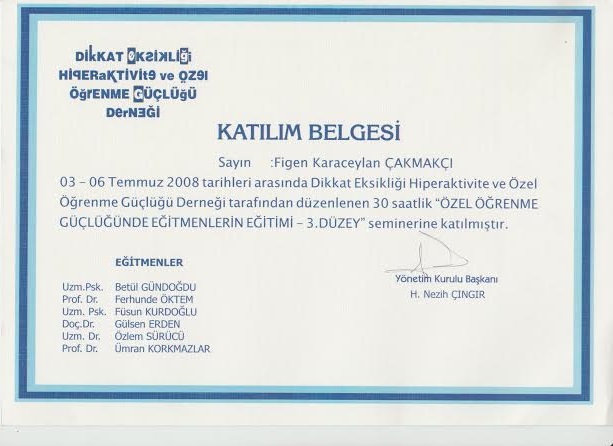 DİKKAT EKSİKLİĞİ
HİPERAKTİVİTE ve ÖZEL
ÖĞRENME GÜÇLÜĞÜ
DERNEĞİ
KATILIM BELGESİ
Sayın :Figen Karaceylan ÇAKMAKÇI
03 – 06 Temmuz 2008 tarihleri arasında Dikkat Eksikliği Hiperaktivite ve Özel
Öğrenme Güçlüğü Derneği tarafından düzenlenen 30 saatlik “ÖZEL ÖĞRENME
GÜÇLÜĞÜNDE EĞİTMENLERİN EĞİTİMİ – 3.DÜZEY” seminerine katılmıştır.
EĞİTMENLER
Uzm.Psk. Betül GÜNDOĞDU
Prof. Dr. Ferhunde ÖKTEM
Uzm. Psk. Füsun KURDOĞLU
Doç.Dr. Gülsen ERDEN
Uzm. Dr. Özlem SÜRÜCÜ
Prof. Dr. Ümran KORKMAZLAR
Yönetim Kurulu Başkanı
H. Nezih ÇINGIR